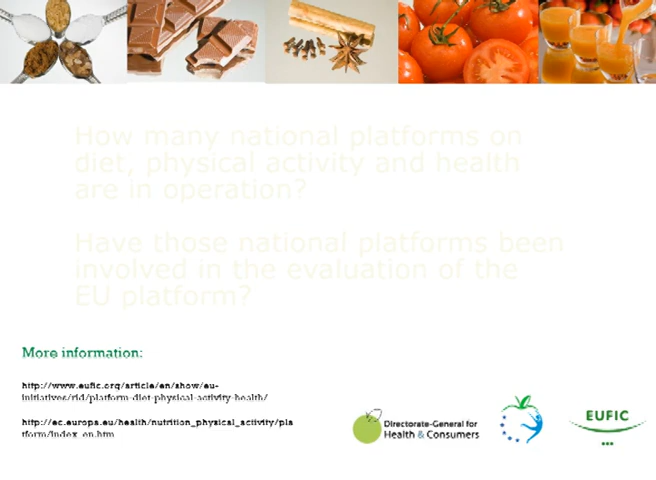 How many national platforms on
diet, physical activity and health
are in operation?
Have those national platforms been
involved in the evaluation of the
EU platform?
More information:
http://www.eufic.org/article/en/show/eu-
initiatives/rid/platform-diet-physical-activity-health/
http://ec.europa.eu/health/nutrition_physical_activity/pla
tform/index_en.htm
Directorate-General for
Health & Consumers
EUFIC